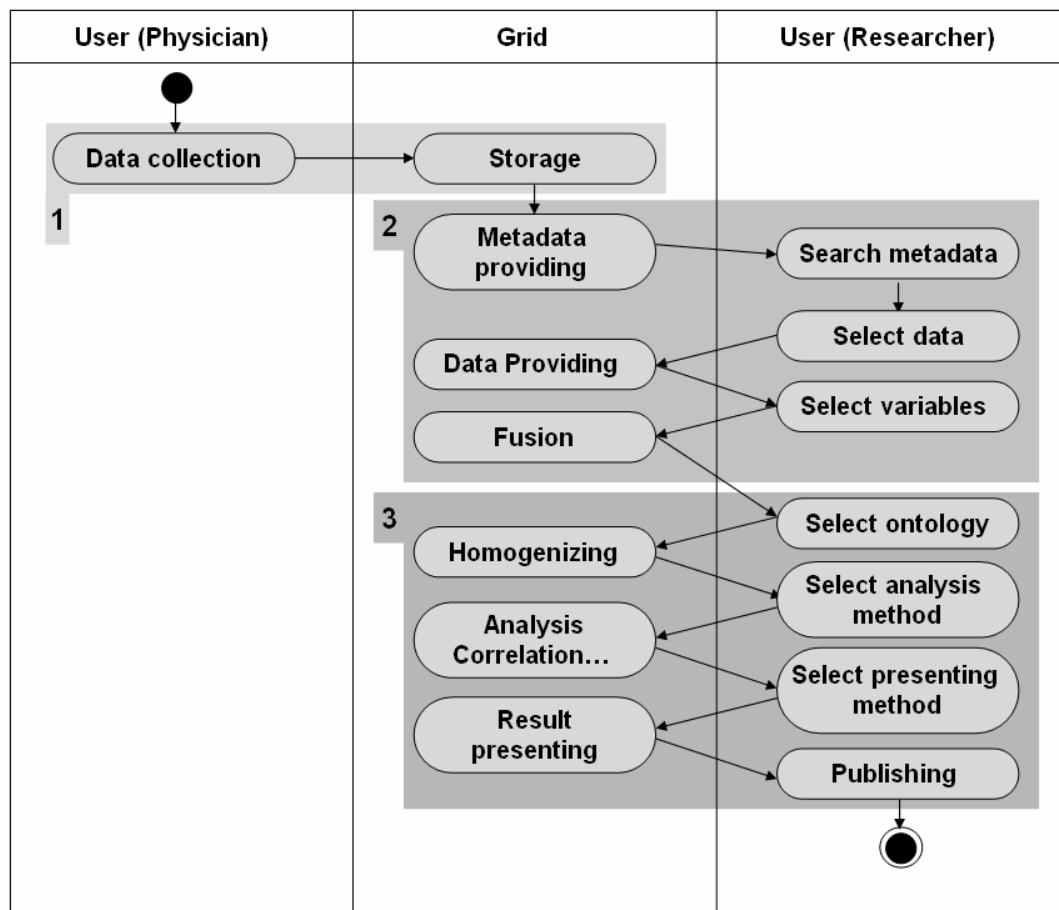 User (Physician)
Grid
User (Researcher)
Data collection
Storage
1
2
Metadata
providing
Search metadata
Select data
Data Providing
Select variables
Fusion
3
Select ontology
Homogenizing
Select analysis
method
Analysis
Correlation...
Select presenting
method
Result
presenting
Publishing